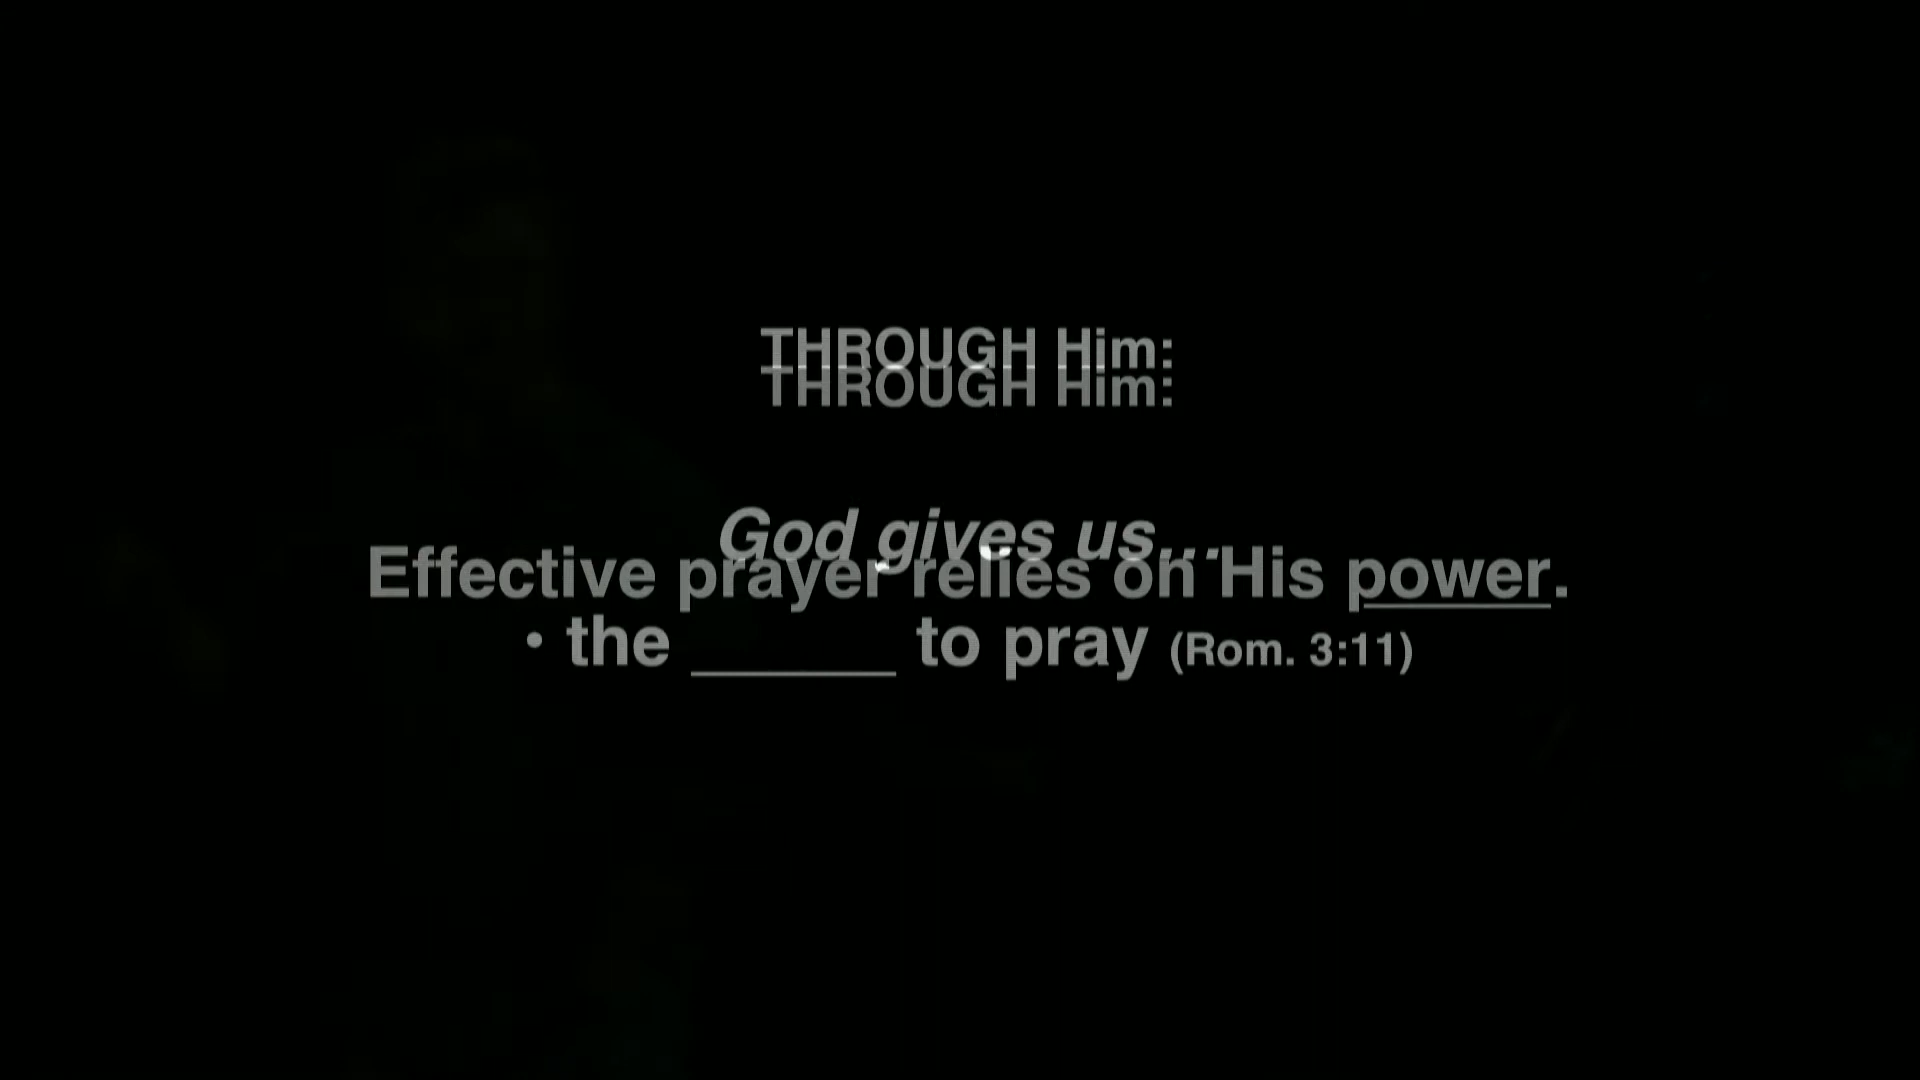 THROUGH Him:
THROUGH Him:
God gives us...
Effective prayer relies on His power.
• the ______ to pray (Rom. 3:11)